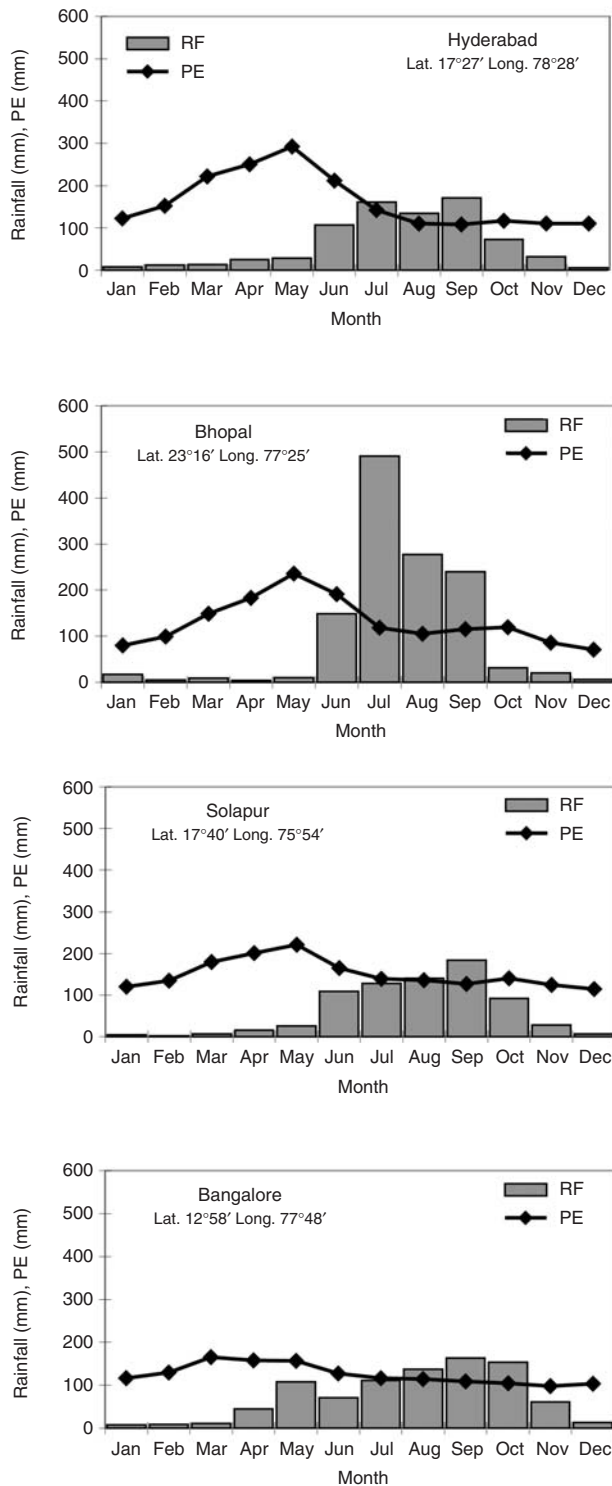 600
500
400
300
200
100
0
Rainfall (mm), PE (mm)
RF
PE
Hyderabad
Lat. 17°27′ Long. 78°28′
Jan Feb Mar Apr May Jun Jul Aug Sep Oct Nov Dec
Month
600
500
400
300
200
100
0
Rainfall (mm), PE (mm)
Bhopal
Lat. 23°16′ Long. 77°25′
RF
PE
Jan Feb Mar Apr May Jun Jul Aug Sep Oct Nov Dec
Month
600
500
400
300
200
100
0
Rainfall (mm), PE (mm)
Solapur
Lat. 17°40′ Long. 75°54′
RF
PE
Jan Feb Mar Apr May Jun Jul Aug Sep Oct Nov Dec
Month
600
500
400
300
200
100
0
Rainfall (mm), PE (mm)
Bangalore
Lat. 12°58′ Long. 77°48′
RF
PE
Jan Feb Mar Apr May Jun Jul Aug Sep Oct Nov Dec
Month